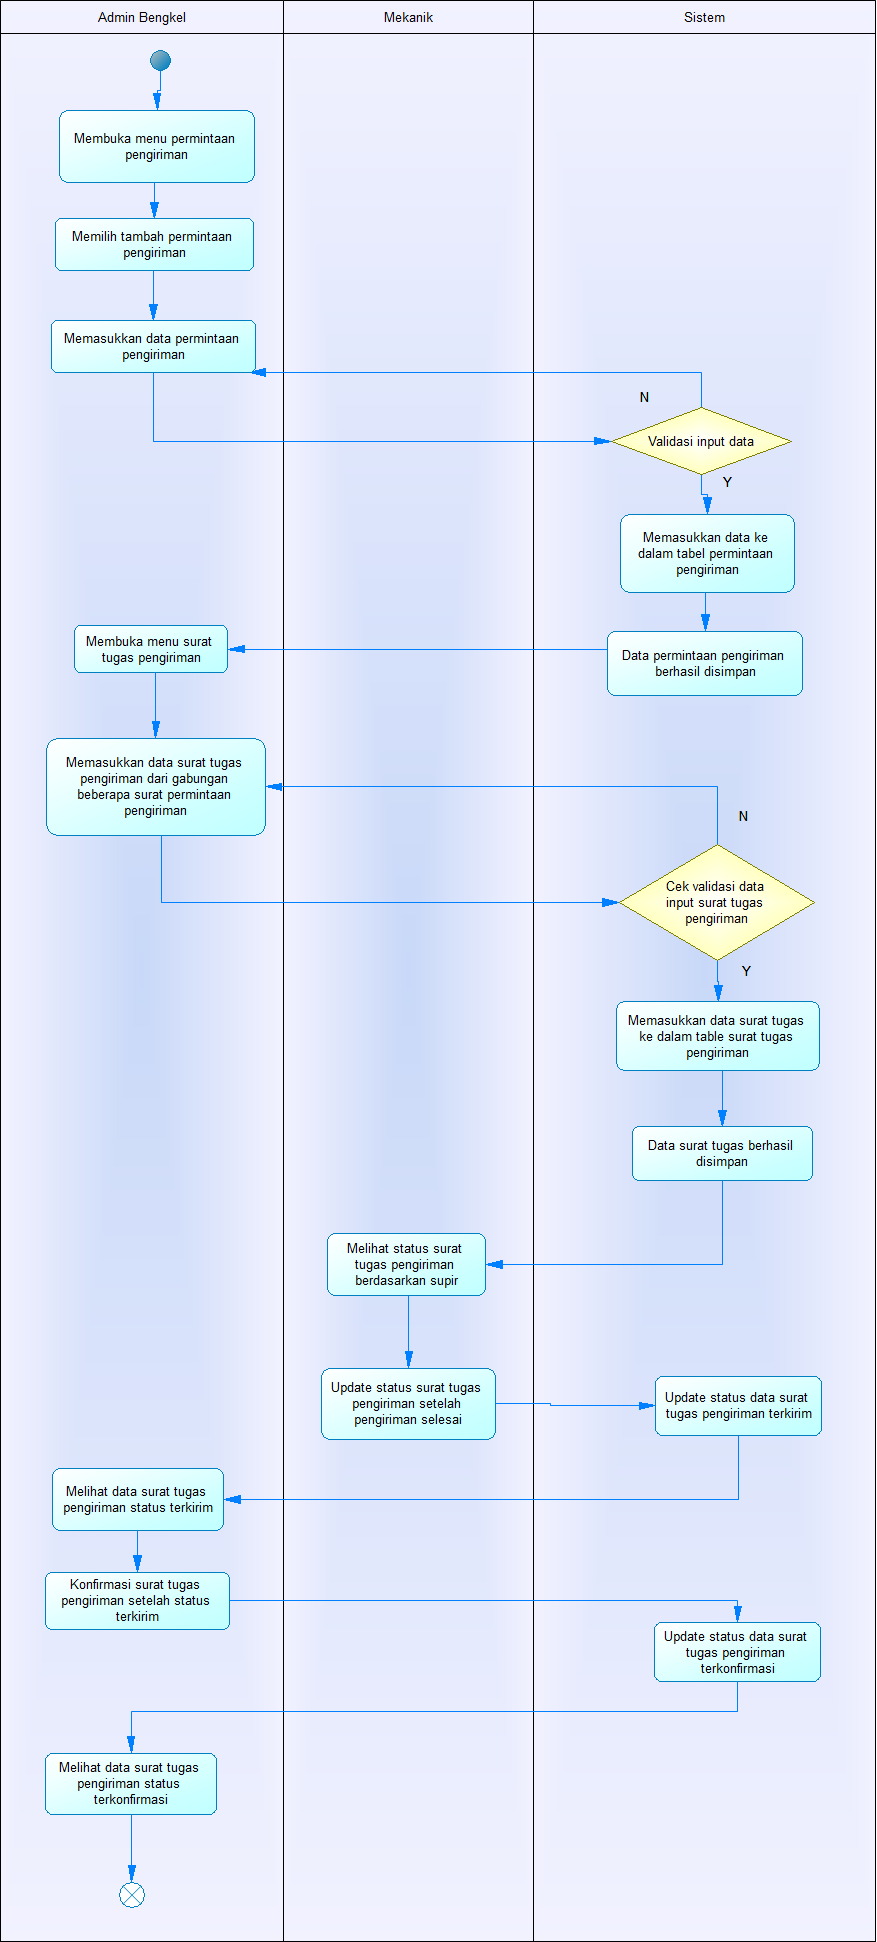 Admin Bengkel
Mekanik
Sistem
Membuka menu permintaan
pengiriman
Memilih tambah permintaan
pengiriman
Memasukkan data permintaan
pengiriman
N
Validasi input data
Y
Memasukkan data ke
dalam tabel permintaan
pengiriman
Data permintaan pengiriman
berhasil disimpan
Membuka menu surat
tugas pengiriman
Memasukkan data surat tugas
pengiriman dari gabungan
beberapa surat permintaan
pengiriman
N
Cek validasi data
input surat tugas
pengiriman
Y
Memasukkan data surat tugas
ke dalam table surat tugas
pengiriman
Data surat tugas berhasil
disimpan
Melihat status surat
tugas pengiriman
berdasarkan supir
Update status surat tugas
pengiriman setelah
pengiriman selesai
Update status data surat
tugas pengiriman terkirim
Melihat data surat tugas
pengiriman status terkirim
Konfirmasi surat tugas
pengiriman setelah status
terkirim
Update status data surat
tugas pengiriman
terkonfirmasi
Melihat data surat tugas
pengiriman status
terkonfirmasi